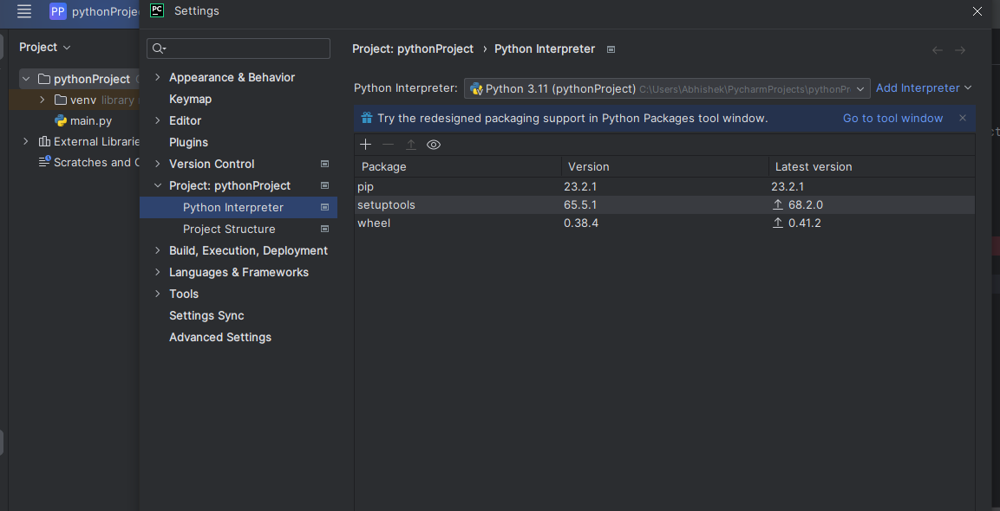 PP pythonProje
PC Settings
Project
pythonProject
venv library
main.py
External Librarie
Scratches and C
Appearance & Behavior
Keymap
Editor
Plugins
Version Control
Project: pythonProject
Python Interpreter
Project Structure
Build, Execution, Deployment
Languages & Frameworks
Tools
Settings Sync
Advanced Settings
Project: pythonProject › Python Interpreter
Python Interpreter: Python 3.11 (pythonProject) C:\Users\Abhishek\PycharmProjects\pythonPr Add Interpreter
Try the redesigned packaging support in Python Packages tool window. Go to tool window
Package Version Latest version
pip 23.2.1 23.2.1
setuptools 65.5.1 68.2.0
wheel 0.38.4 0.41.2